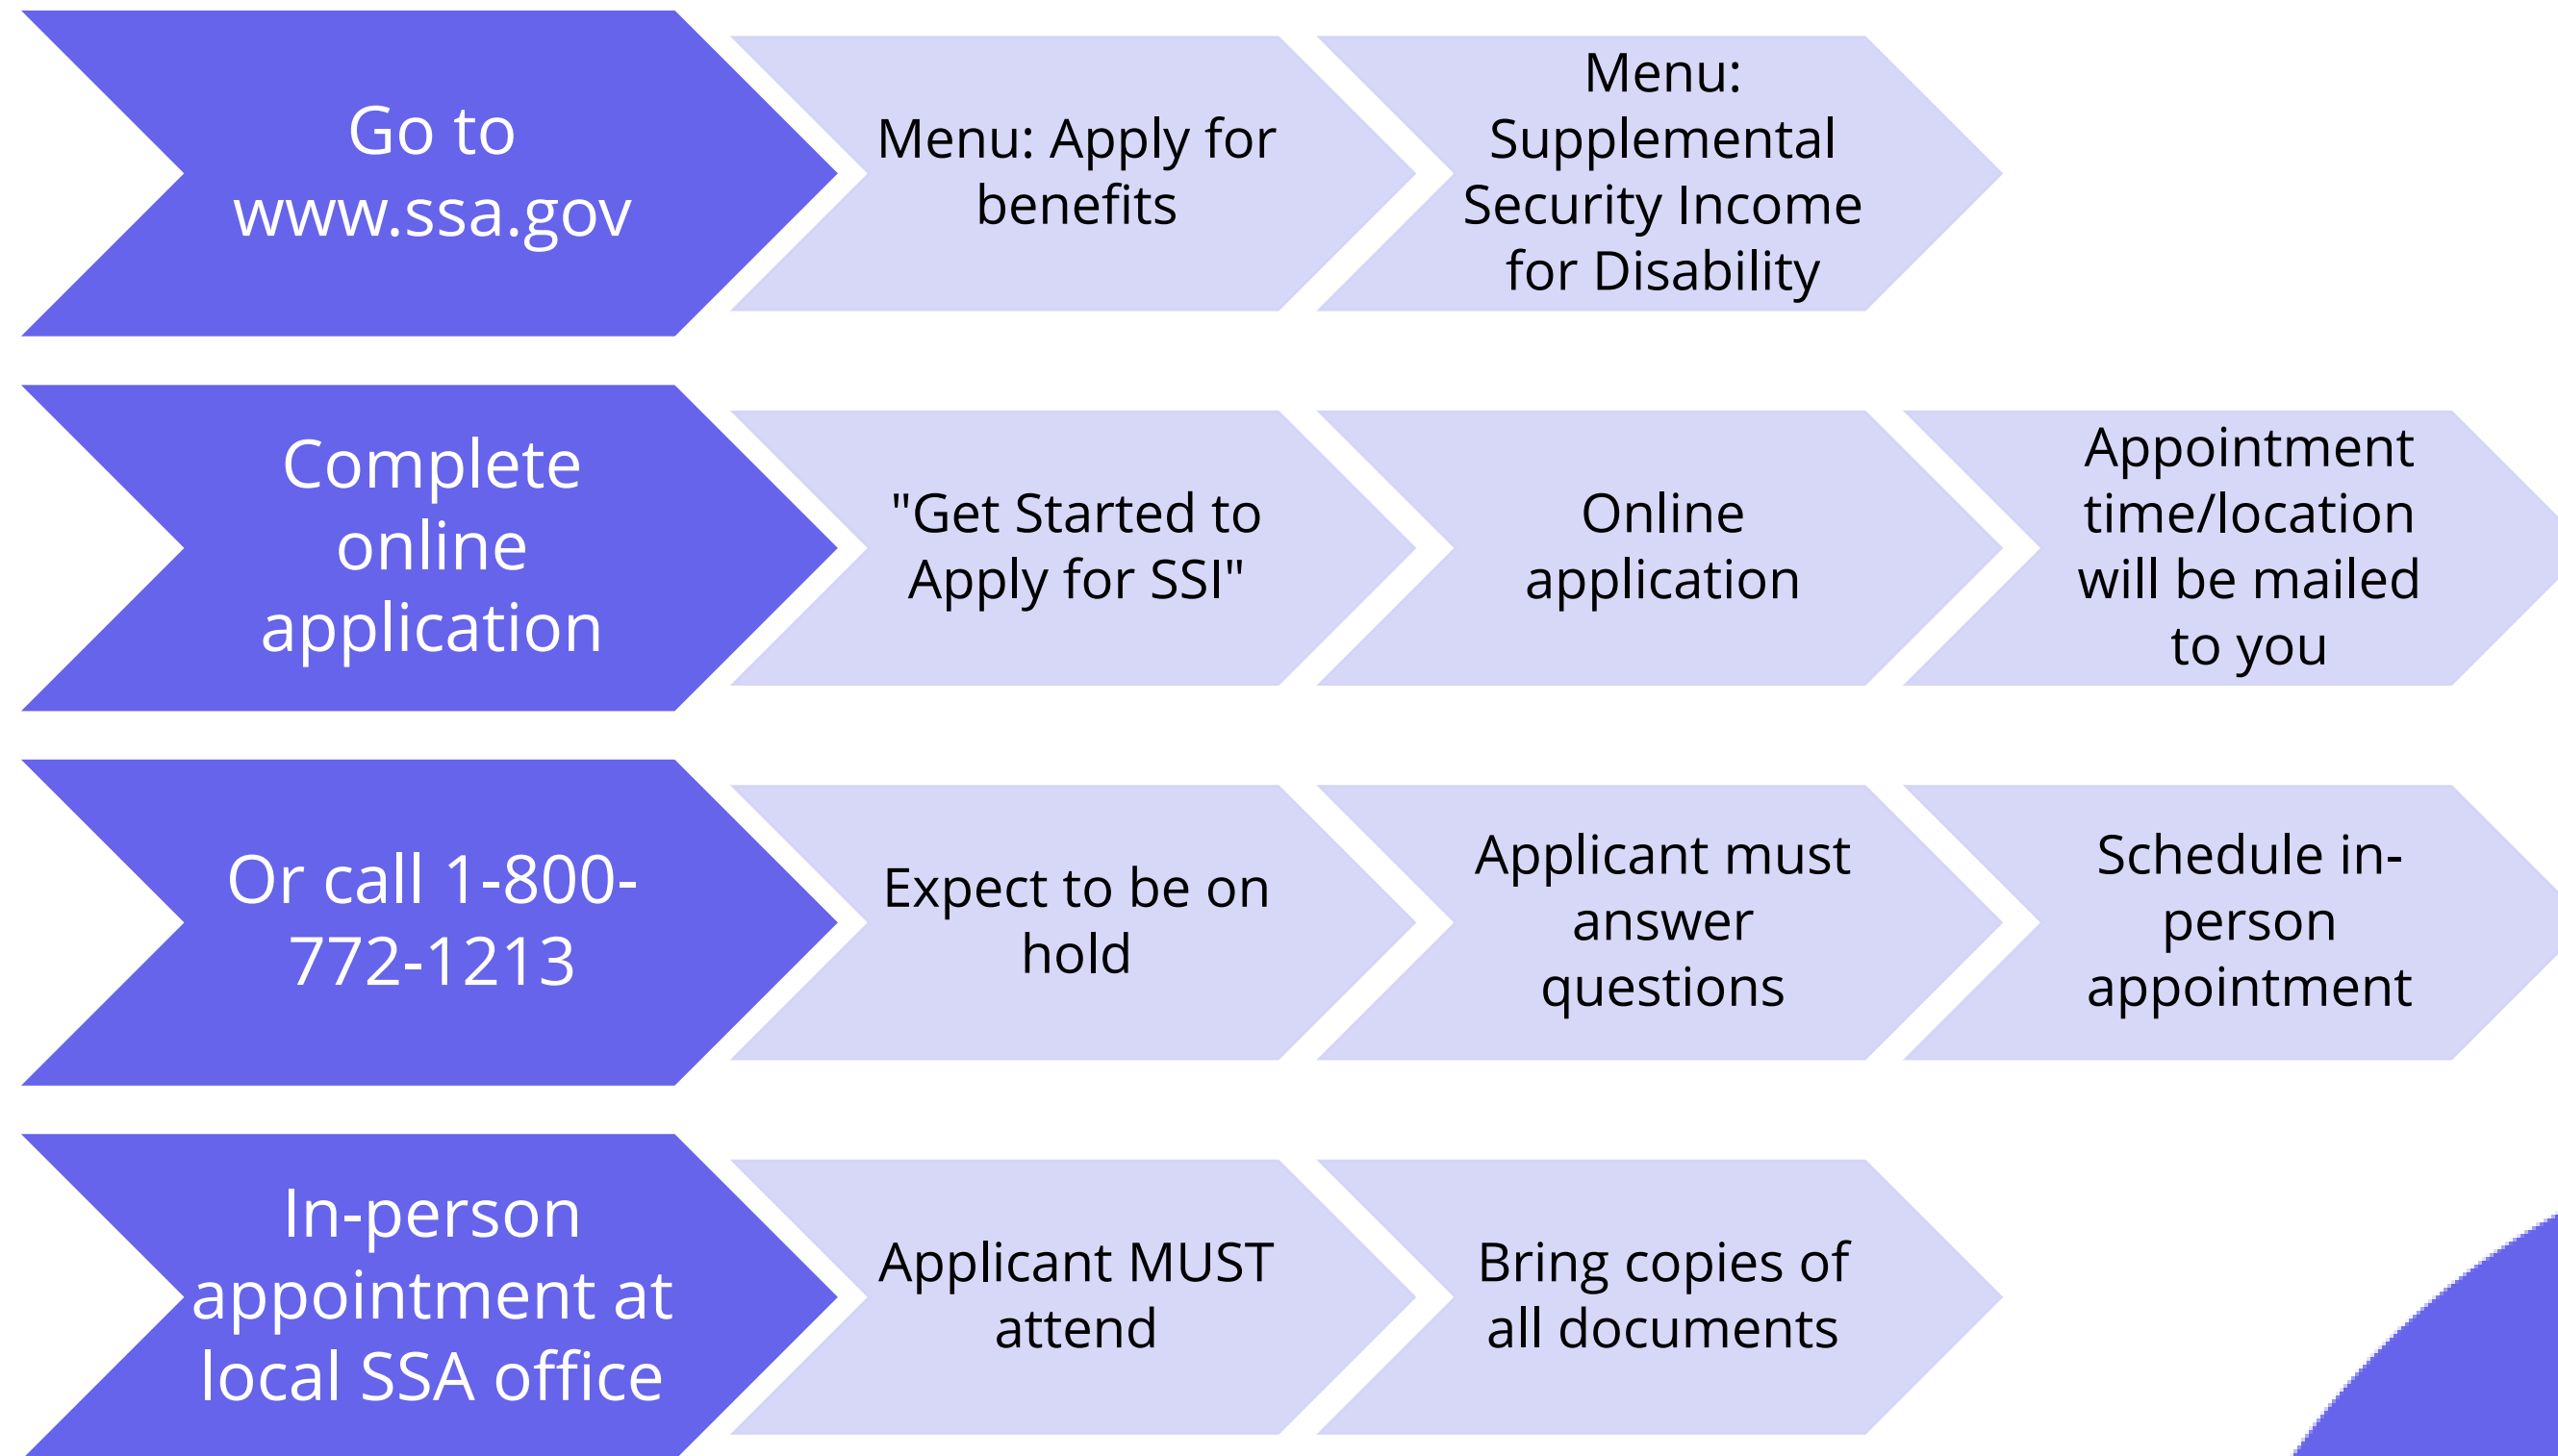 Go to
www.ssa.gov
Menu: Apply for
benefits
Menu:
Supplemental
Security Income
for Disability
Complete
online
application
"Get Started to
Apply for SSI"
Online
application
Appointment
time/location
will be mailed
to you
Or call 1-800-
772-1213
Expect to be on
hold
Applicant must
answer
questions
Schedule in-
person
appointment
In-person
appointment at
local SSA office
Applicant MUST
attend
Bring copies of
all documents